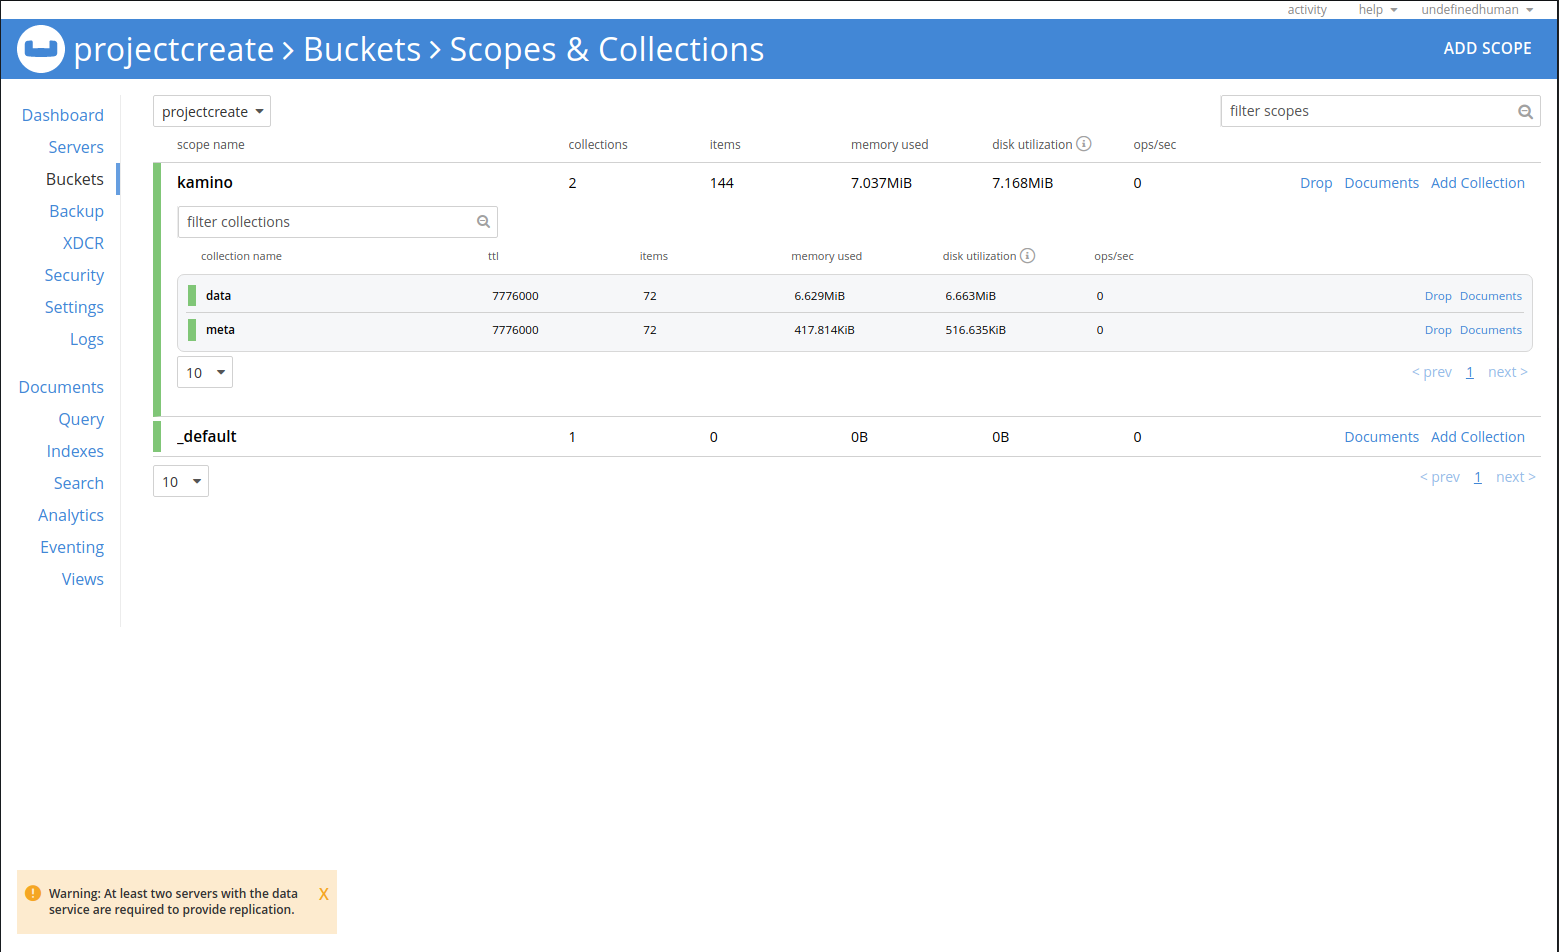 activity help undefinedhuman
projectcreate > Buckets > Scopes & Collections ADD SCOPE
Dashboard
Servers
Buckets
Backup
XDCR
Security
Settings
Logs
Documents
Query
Indexes
Search
Analytics
Eventing
Views
projectcreate filter scopes
scope name collections items memory used disk utilization ops/sec
kamino 2 144 7.037MiB 7.168MiB 0 Drop Documents Add Collection
filter collections
collection name ttl items memory used disk utilization ops/sec
data 7776000 72 6.629MiB 6.663MiB 0 Drop Documents
meta 7776000 72 417.814KiB 516.635KiB 0 Drop Documents
10 < prev 1 next >
_default 1 0 0B 0B 0 Documents Add Collection
10 < prev 1 next >
Warning: At least two servers with the data X
service are required to provide replication.